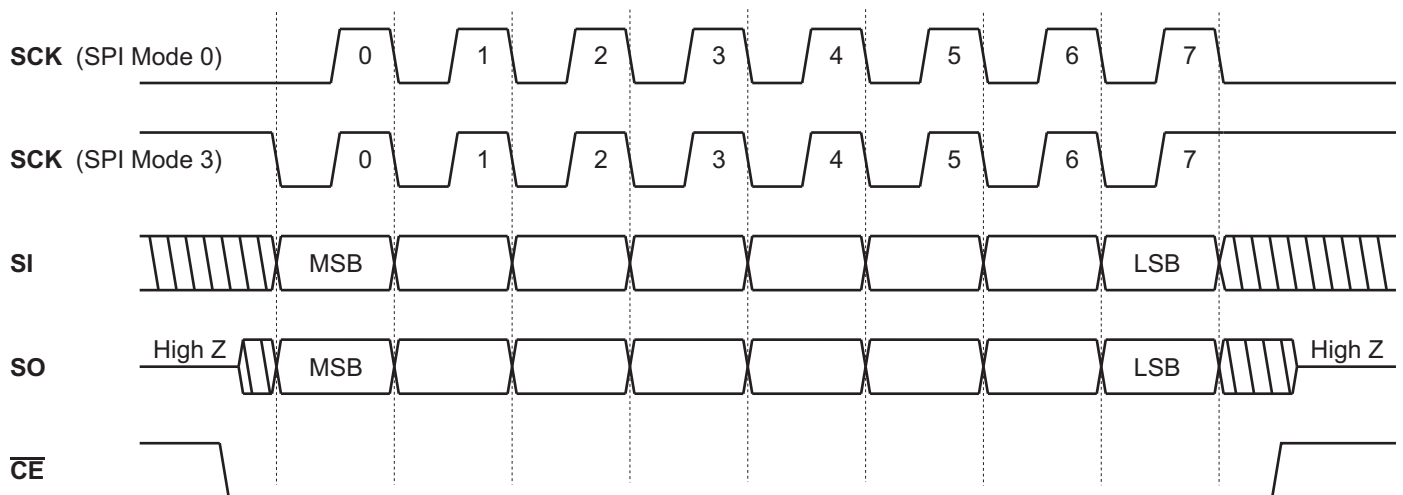 SCK (SPI Mode 0) 0 1 2 3 4 5 6 7
SCK (SPI Mode 3) 0 1 2 3 4 5 6 7
SI MSB LSB
SO High Z MSB LSB High Z
CE